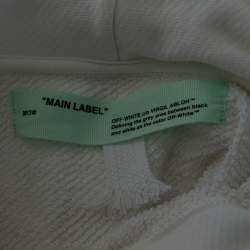 "MAIN LABEL"
OFF-WHITE c/o VIRGIL ABLOH™
Defining the grey area between black
and white as the color Off-White™